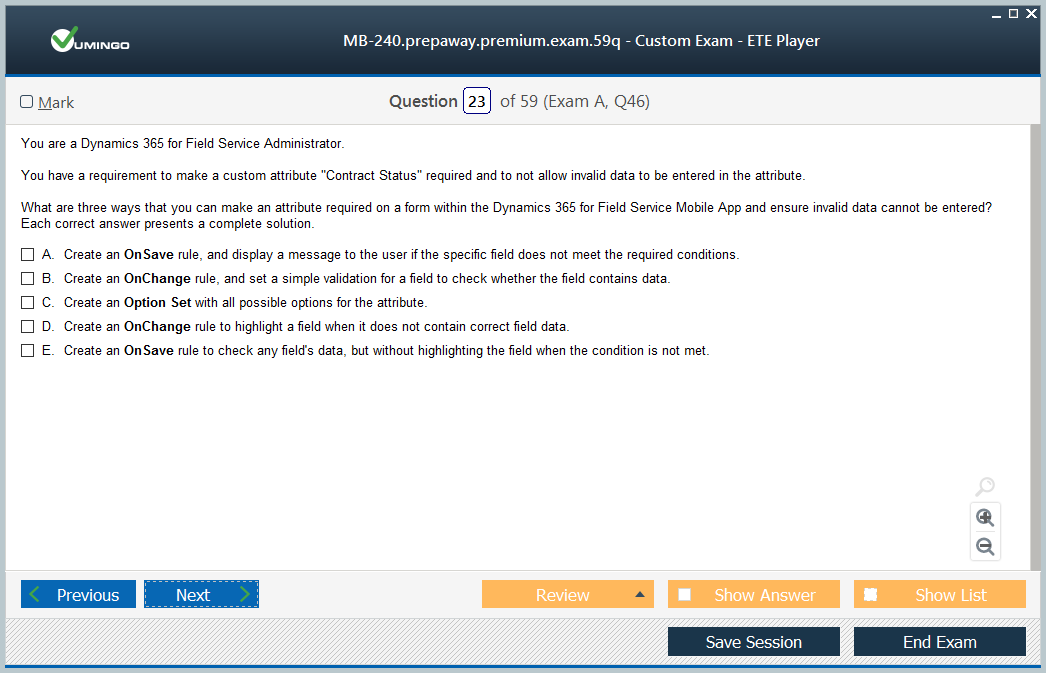 VUMINGO
MB-240.prepaway.premium.exam.59q - Custom Exam - ETE Player
Mark
Question 23 of 59 (Exam A, Q46)
You are a Dynamics 365 for Field Service Administrator.
You have a requirement to make a custom attribute "Contract Status" required and to not allow invalid data to be entered in the attribute.
What are three ways that you can make an attribute required on a form within the Dynamics 365 for Field Service Mobile App and ensure invalid data cannot be entered?
Each correct answer presents a complete solution.
A. Create an OnSave rule, and display a message to the user if the specific field does not meet the required conditions.
B. Create an OnChange rule, and set a simple validation for a field to check whether the field contains data.
C. Create an Option Set with all possible options for the attribute.
D. Create an OnChange rule to highlight a field when it does not contain correct field data.
E. Create an OnSave rule to check any field's data, but without highlighting the field when the condition is not met.
Previous
Next
Review
Show Answer
Show List
Save Session
End Exam